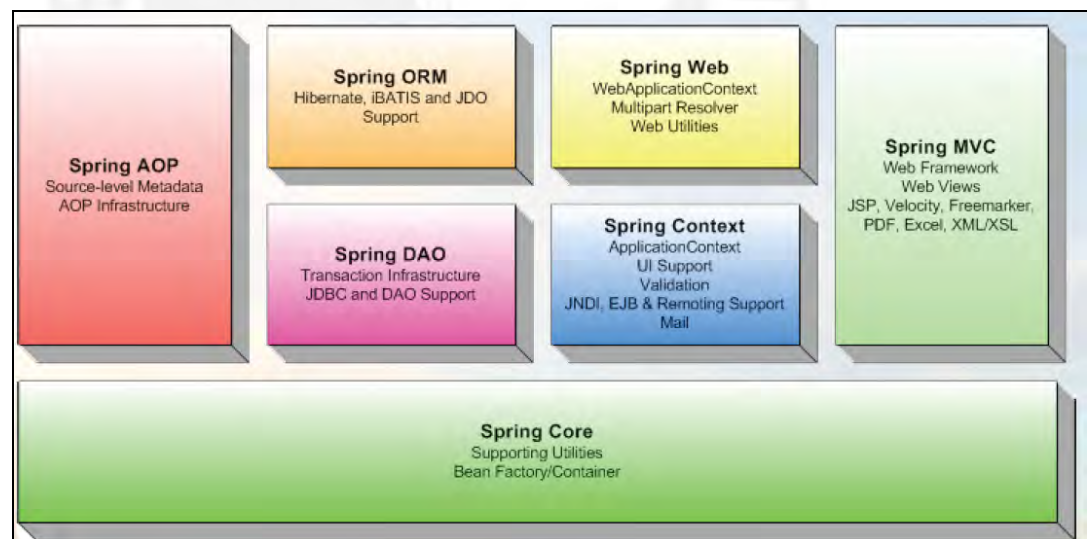 Spring AOP
Source-level Metadata
AOP Infrastructure
Spring ORM
Hibernate, iBATIS and JDO
Support
Spring DAO
Transaction Infrastructure
JDBC and DAO Support
Spring Web
WebApplicationContext
Multipart Resolver
Web Utilities
Spring Context
ApplicationContext
UI Support
Validation
JNDI, EJB & Remoting Support
Mail
Spring MVC
Web Framework
Web Views
JSP, Velocity, Freemarker,
PDF, Excel, XML/XSL
Spring Core
Supporting Utilities
Bean Factory/Container